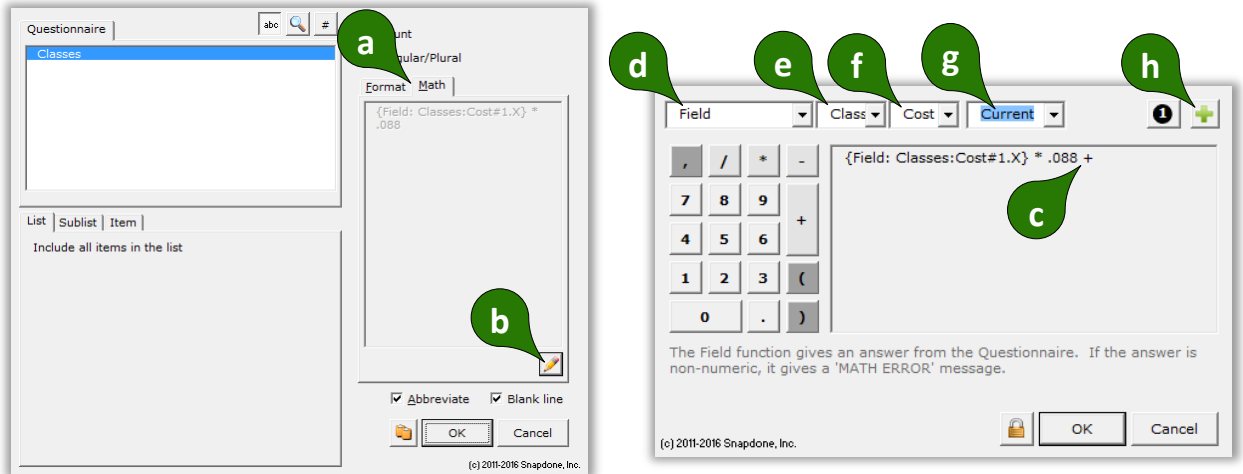 Questionnaire
abc
#
Classes
a
unt
gular/Plural
Format Math
{Field: Classes:Cost#1.X} *
.088
List Sublist Item
Include all items in the list
b
Abbreviate Blank line
OK Cancel
(c) 2011-2016 Snapdone, Inc.
d e f g h
Field Clas Cost Current 1
{Field: Classes:Cost#1.X} * .088 +
c
, / * -
7 8 9 +
4 5 6
1 2 3 (
0 . )
The Field function gives an answer from the Questionnaire. If the answer is
non-numeric, it gives a 'MATH ERROR' message.
OK Cancel
(c) 2011-2016 Snapdone, Inc.